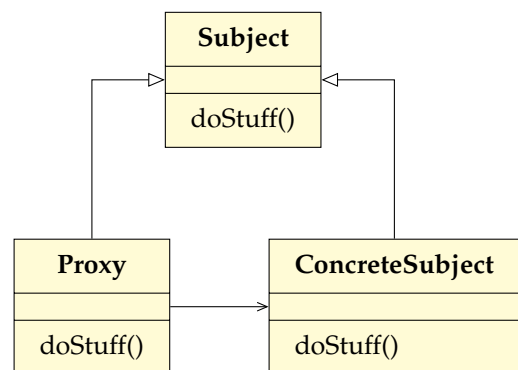 Subject
doStuff()
Proxy
doStuff()
ConcreteSubject
doStuff()